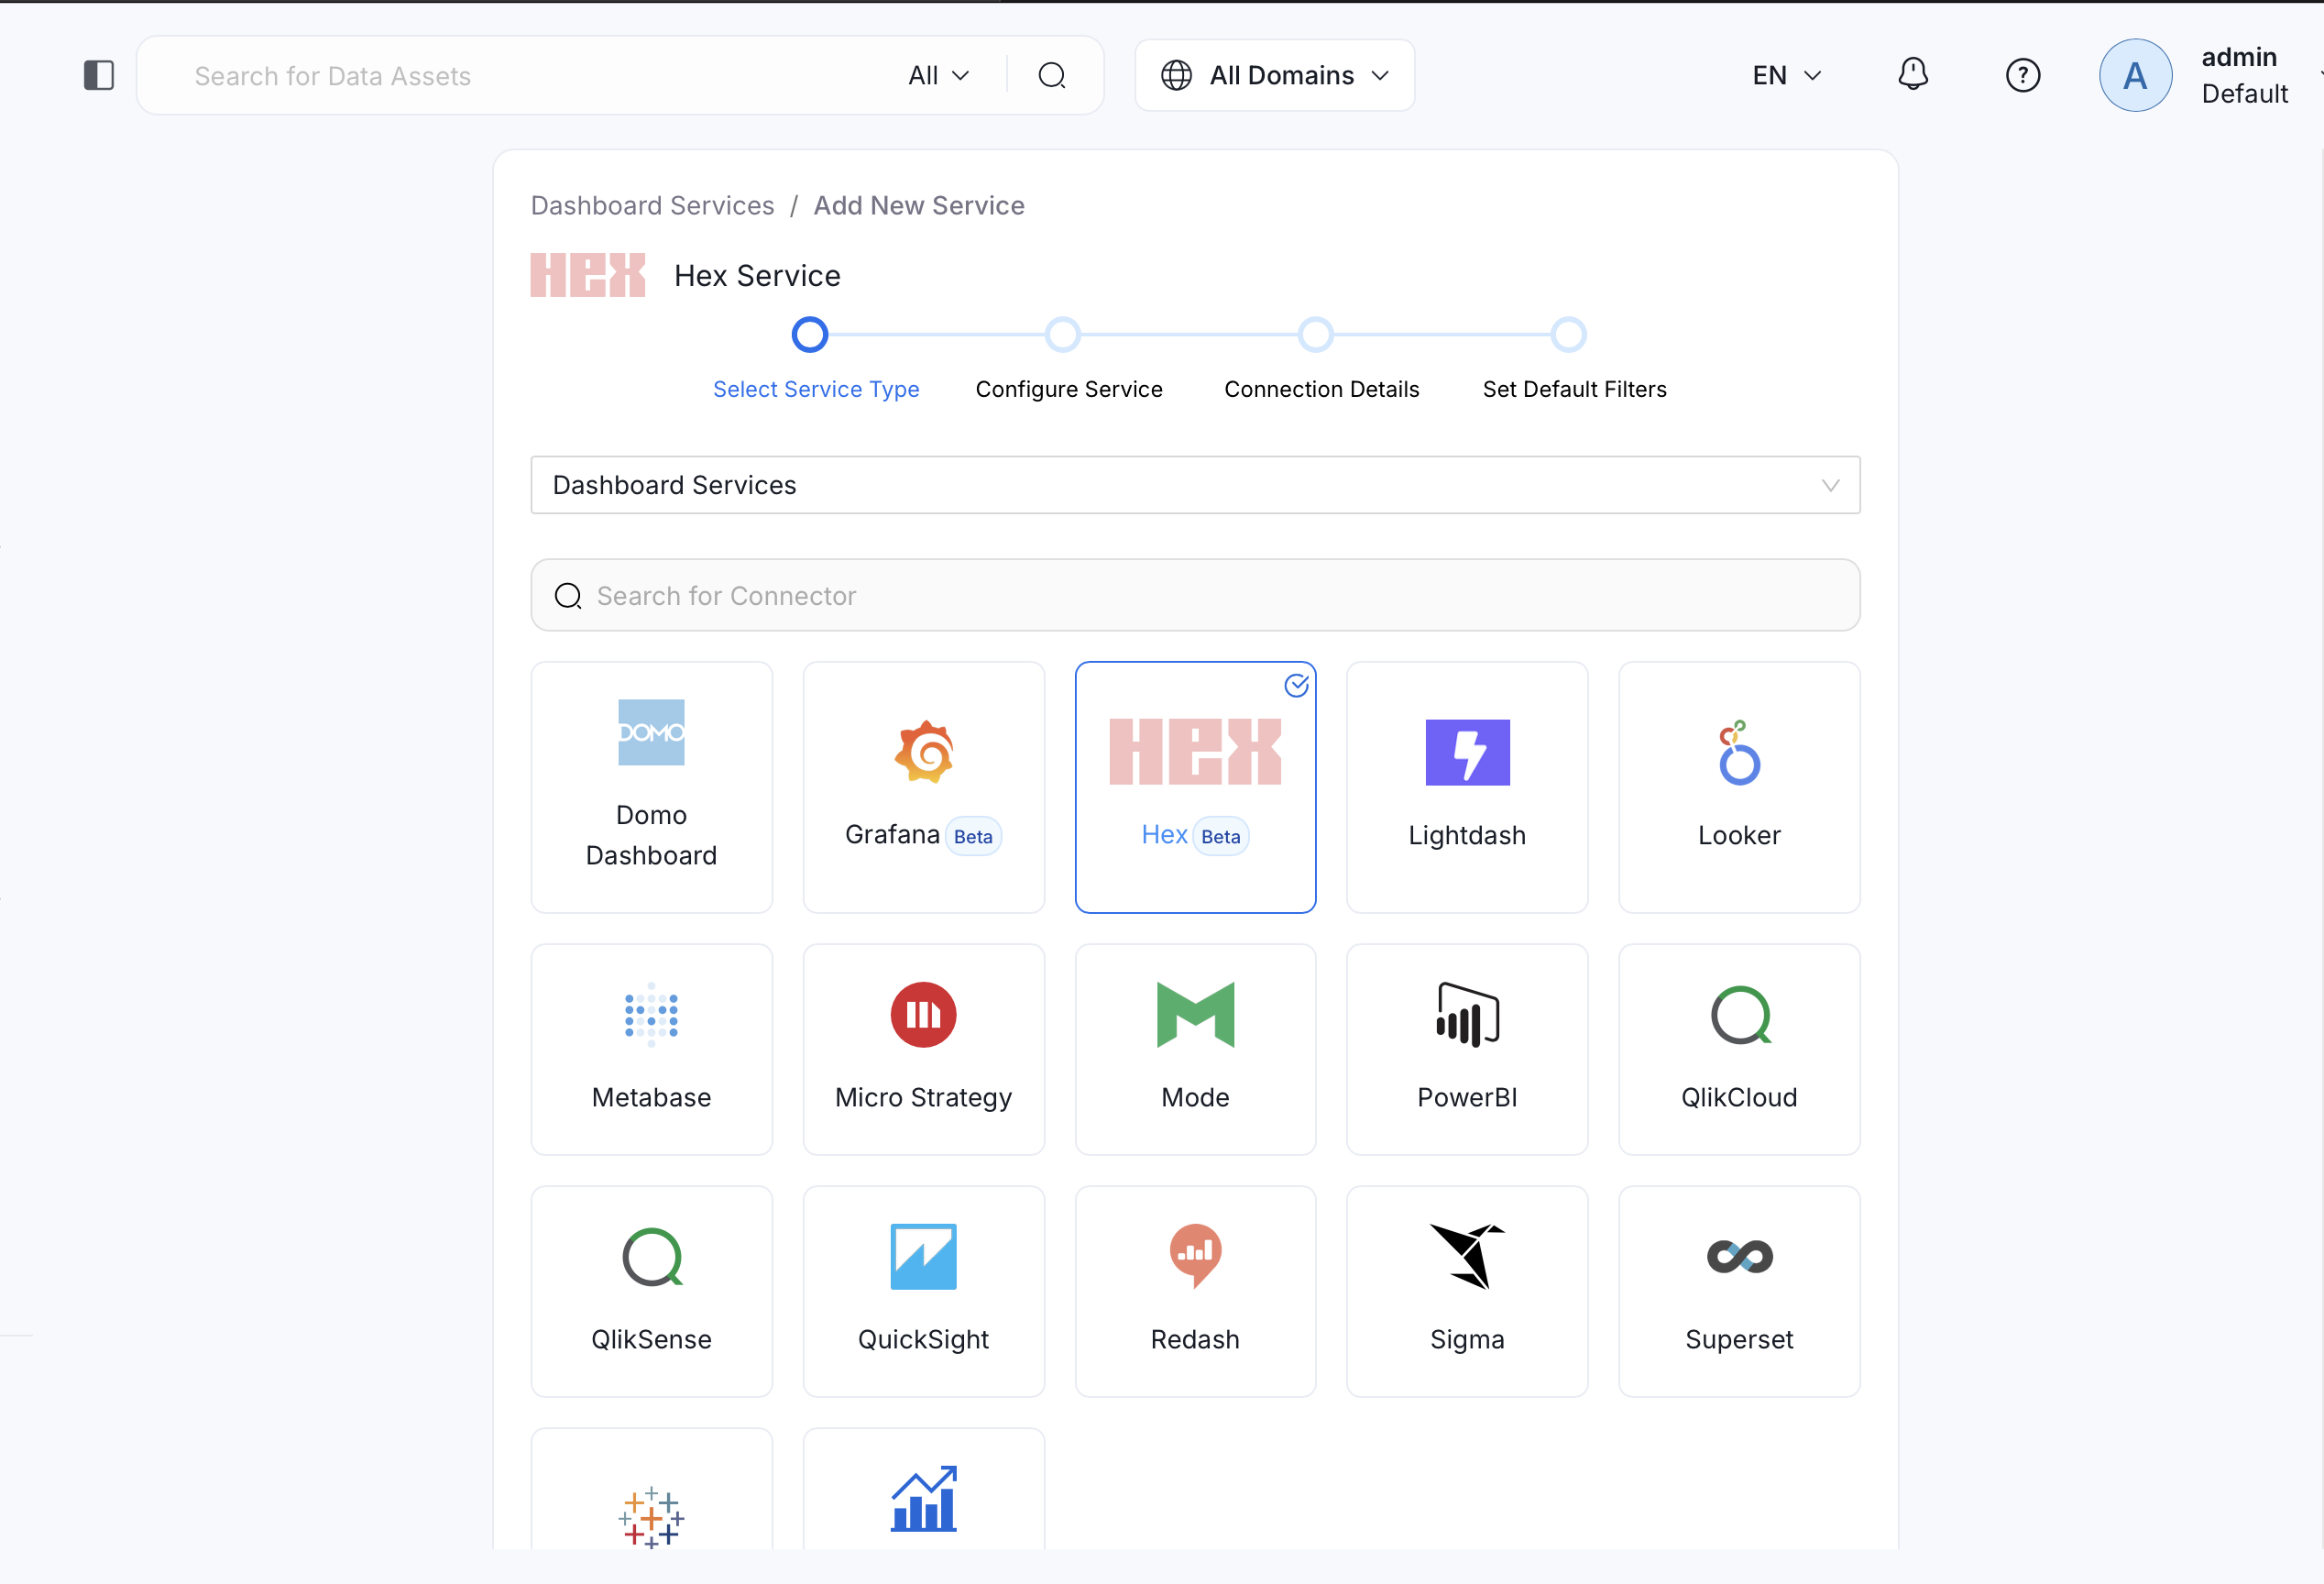 Search for Data Assets
All
All Domains
EN
A
admin
Default
Dashboard Services / Add New Service
HEX
Hex Service
Select Service Type
Configure Service
Connection Details
Set Default Filters
Dashboard Services
Search for Connector
DOMO
Domo
Dashboard
Grafana Beta
HEX
Hex Beta
Lightdash
Looker
Metabase
Micro Strategy
Mode
PowerBI
QlikCloud
QlikSense
QuickSight
Redash
Sigma
Superset